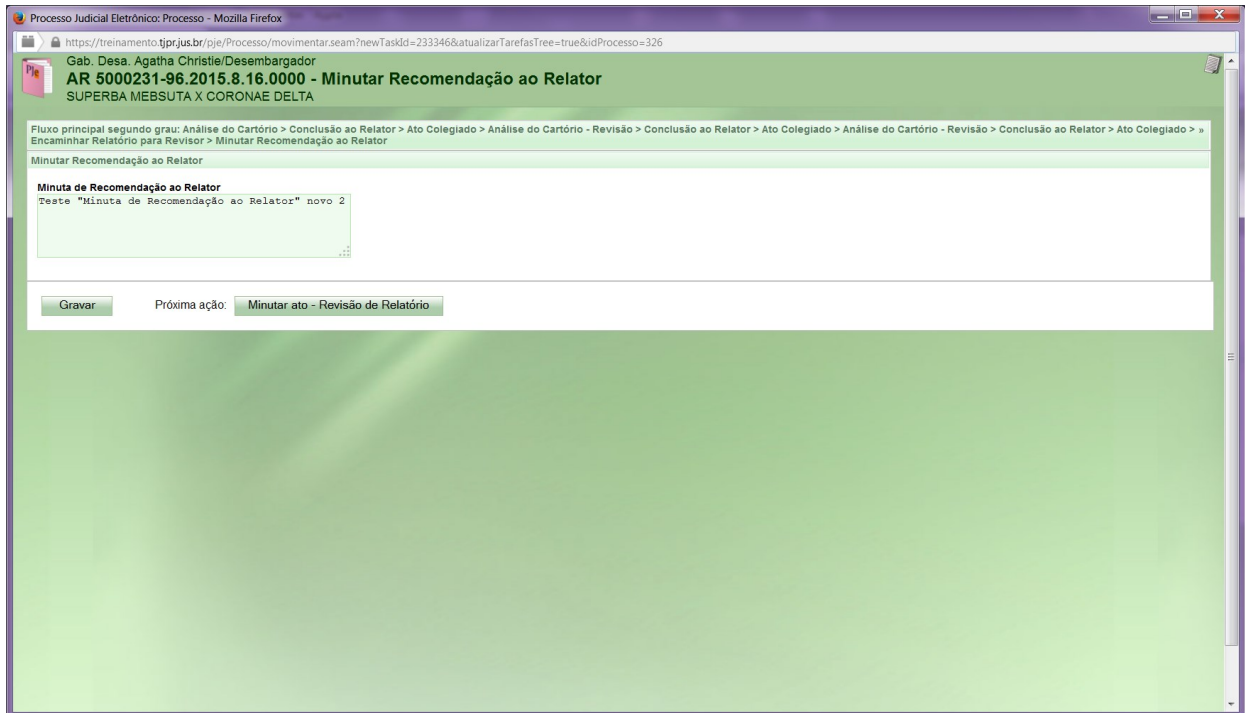 Processo Judicial Eletrônico: Processo - Mozilla Firefox
https://treinamento.tjpr.jus.br/pje/Processo/movimentar.seam?newTaskId=233346&atualizarTarefasTree=true&idProcesso=326
PJe
Gab. Desa. Agatha Christie/Desembargador
AR 5000231-96.2015.8.16.0000 - Minutar Recomendação ao Relator
SUPERBA MEBSUTA X CORONAE DELTA
Fluxo principal segundo grau: Análise do Cartório > Conclusão ao Relator > Ato Colegiado > Análise do Cartório - Revisão > Conclusão ao Relator > Ato Colegiado > Análise do Cartório - Revisão > Conclusão ao Relator > Ato Colegiado > »
Encaminhar Relatório para Revisor > Minutar Recomendação ao Relator
Minutar Recomendação ao Relator
Minuta de Recomendação ao Relator
Teste "Minuta de Recomendação ao Relator" novo 2
Gravar Próxima ação: Minutar ato - Revisão de Relatório